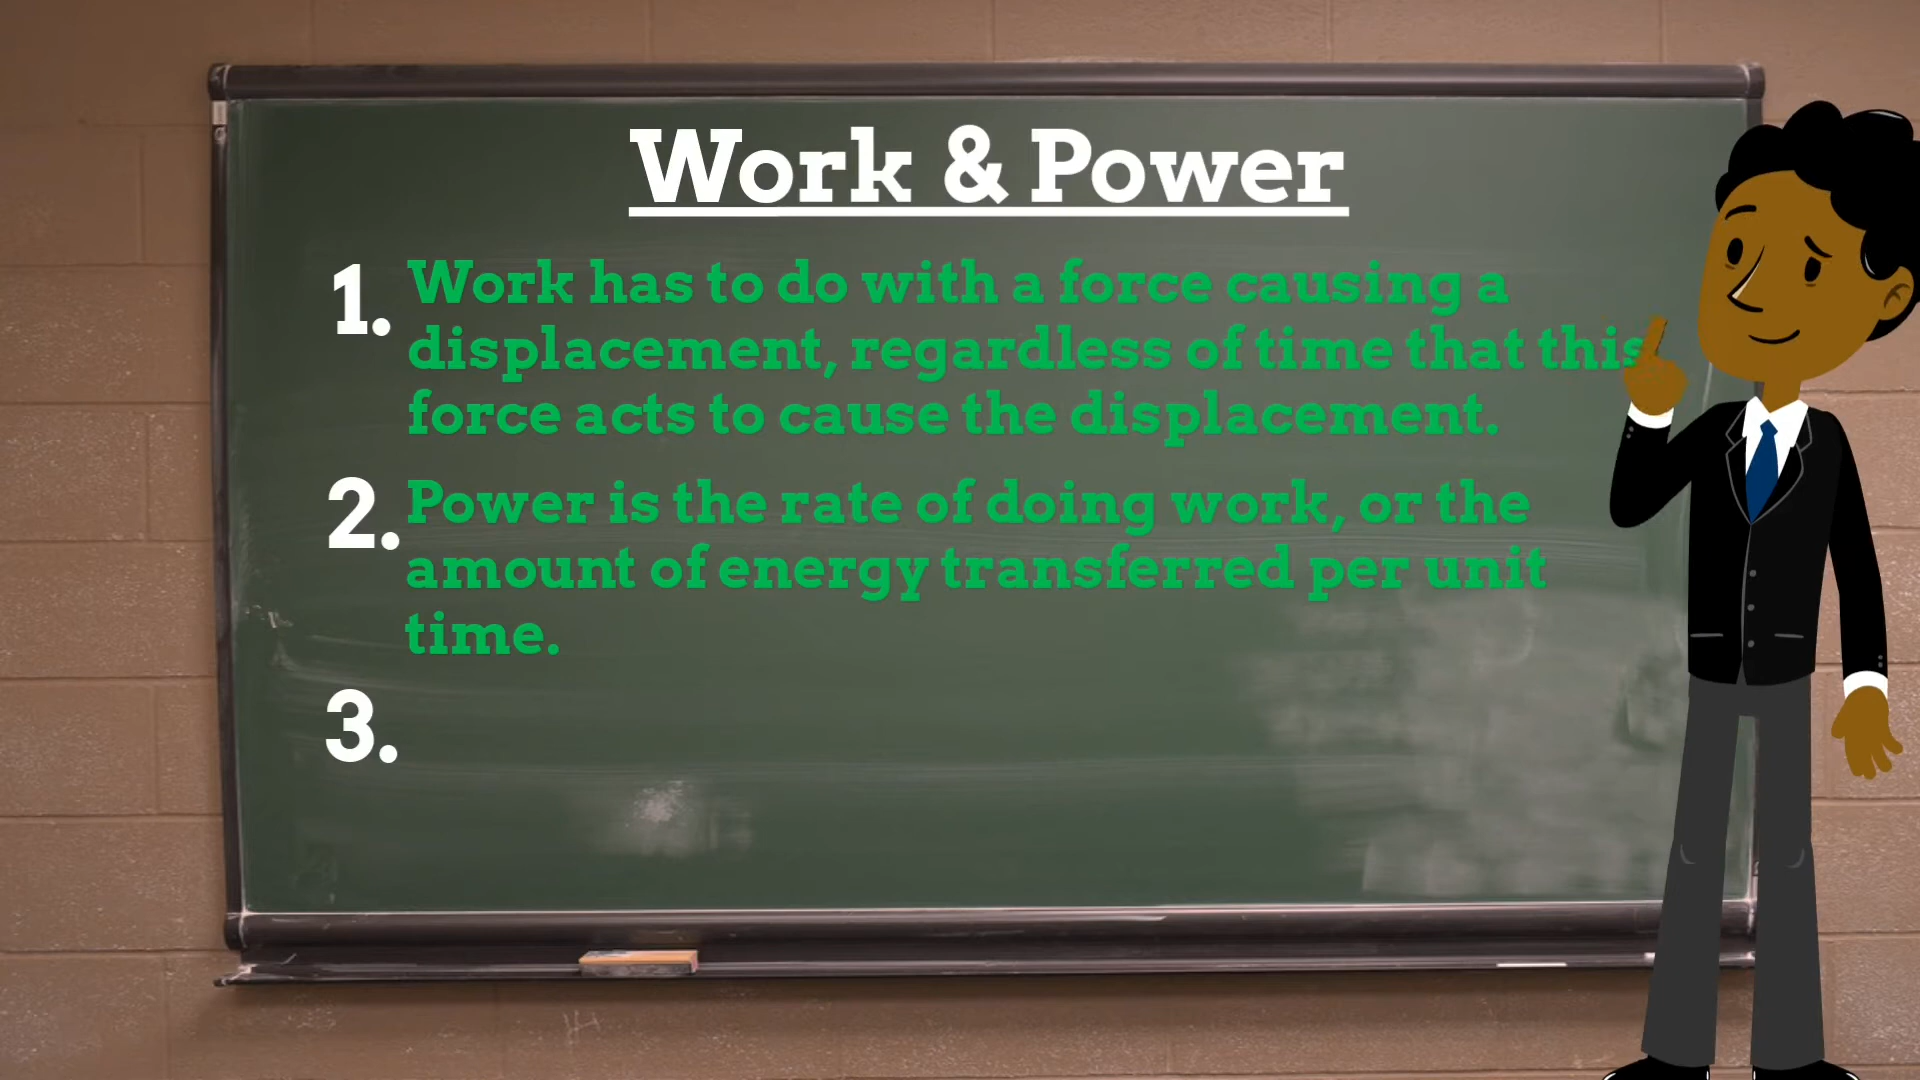 Work & Power
1. Work has to do with a force causing a
displacement, regardless of time that this
force acts to cause the displacement.
2. Power is the rate of doing work, or the
amount of energy transferred per unit
time.
3.